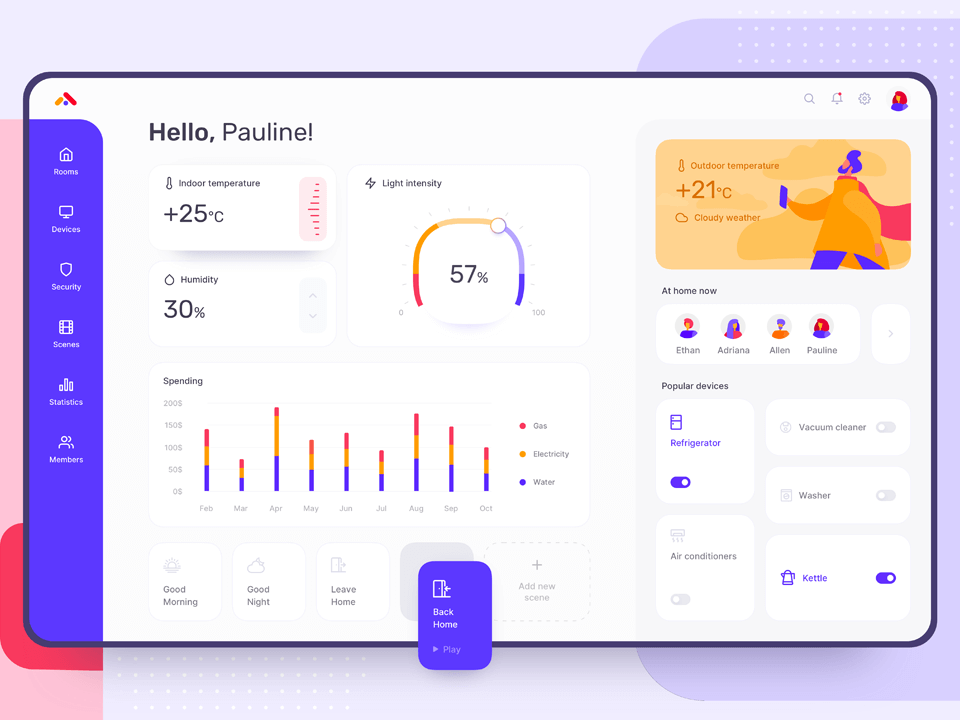 Hello, Pauline!
Rooms
Devices
Security
Scenes
Statistics
Members
Indoor temperature
+25°C
Humidity
30%
Light intensity
57%
0
100
Spending
200$
150$
100$
50$
0$
Feb
Mar
Apr
May
Jun
Jul
Aug
Sep
Oct
Gas
Electricity
Water
Good
Morning
Good
Night
Leave
Home
Back
Home
Play
Add new
scene
Outdoor temperature
+21°C
Cloudy weather
At home now
Ethan
Adriana
Allen
Pauline
Popular devices
Refrigerator
Vacuum cleaner
Washer
Air conditioners
Kettle